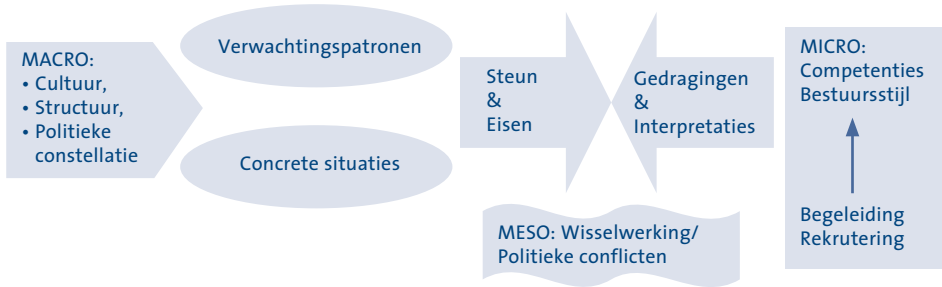 MACRO:
• Cultuur,
• Structuur,
• Politieke
constellatie
Verwachtingspatronen
Concrete situaties
Steun
&
Eisen
Gedragingen
&
Interpretaties
MESO: Wisselwerking/
Politieke conflicten
MICRO:
Competenties
Bestuursstijl
Begeleiding
Rekrutering